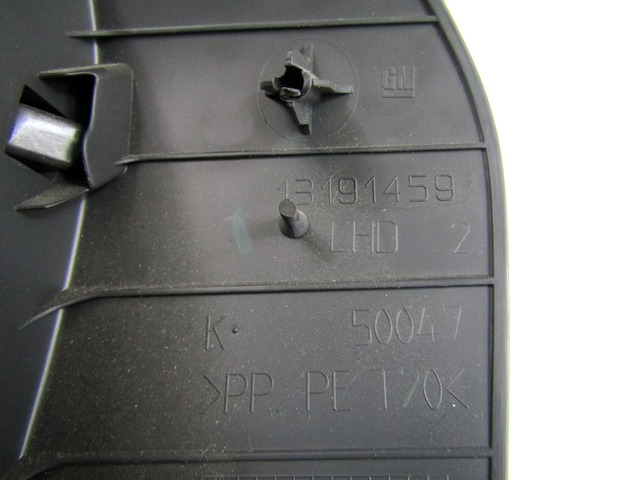 GM
13191459
LHD 2
K. 50047
>PP, PE T20<